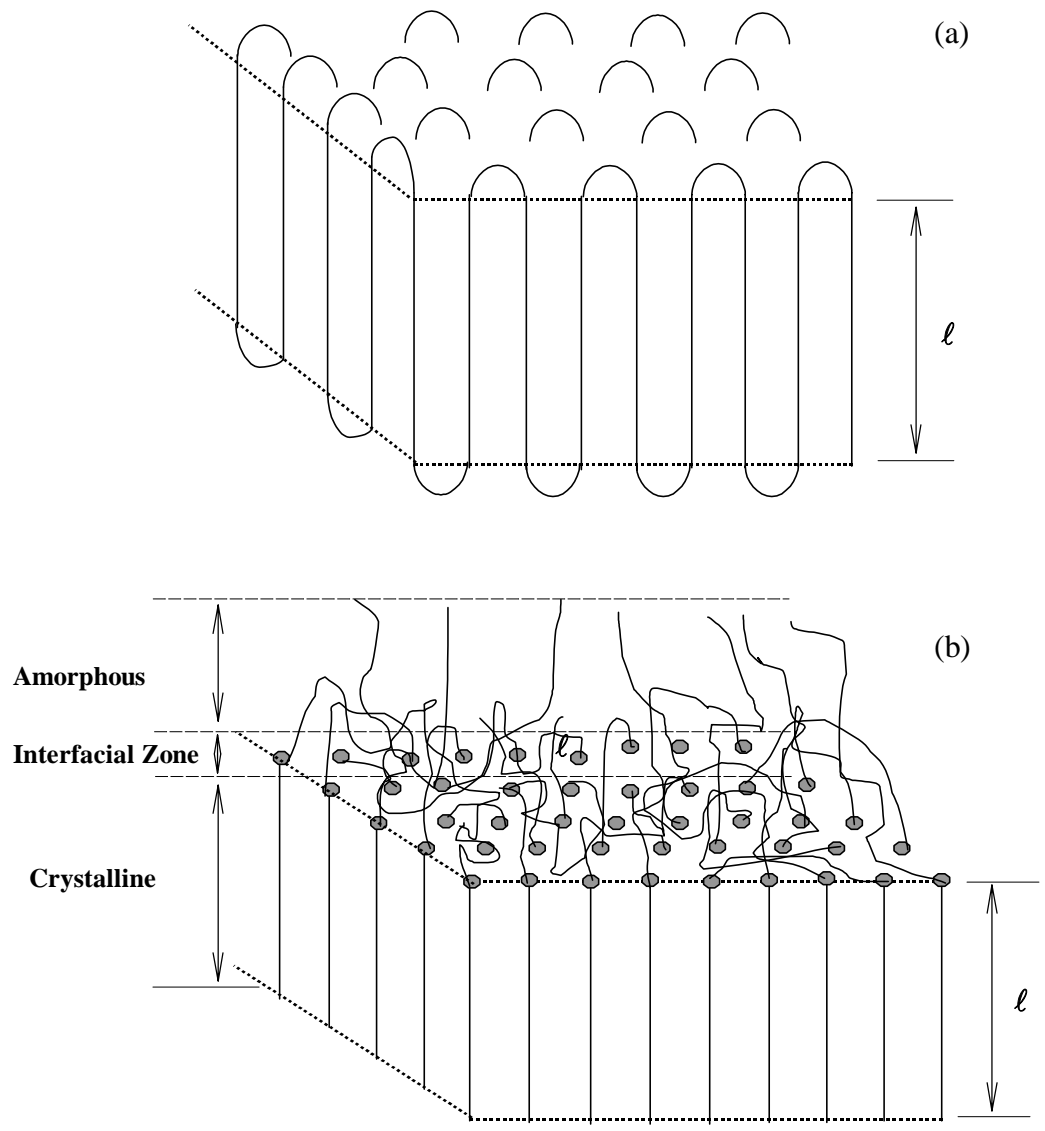 (a)
ℓ
(b)
Amorphous
Interfacial Zone
ℓ
Crystalline
ℓ